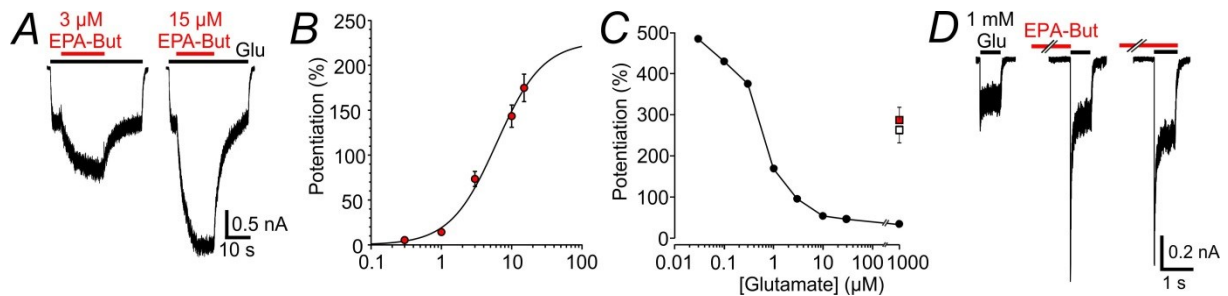 A
3 µM
EPA-But
15 µM
EPA-But
Glu
0.5 nA
10 s
B
Potentiation (%)
250
200
150
100
50
0
0.1 1 10 100
C
Potentiation (%)
500
400
300
200
100
0
0.01 0.1 1 10 100 1000
[Glutamate] (µM)
D
1 mM
Glu
EPA-But
0.2 nA
1 s